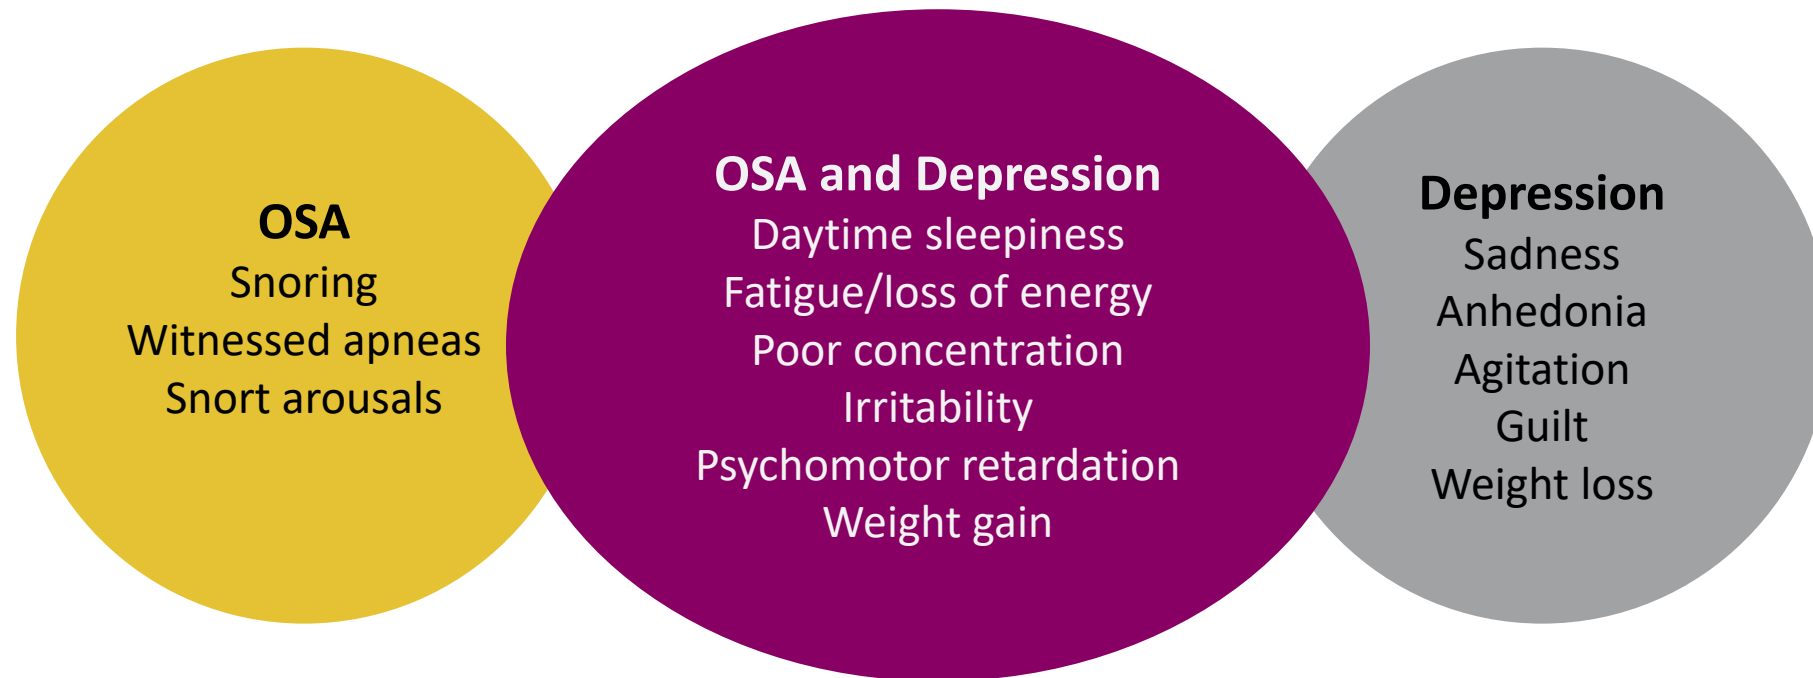 OSA
Snoring
Witnessed apneas
Snort arousals
OSA and Depression
Daytime sleepiness
Fatigue/loss of energy
Poor concentration
Irritability
Psychomotor retardation
Weight gain
Depression
Sadness
Anhedonia
Agitation
Guilt
Weight loss